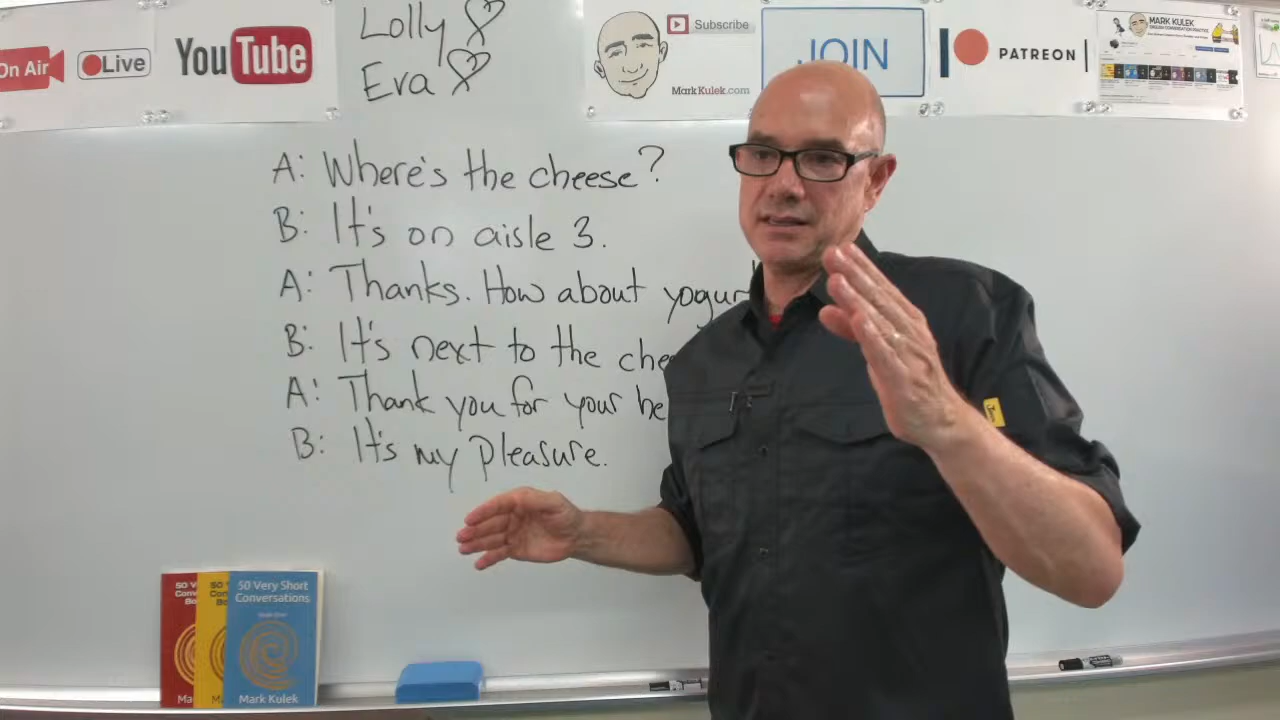 On Air
Live
YouTube
Lolly
Eva
Subscribe
MarkKulek.com
JOIN
PATREON
MARK KULEK
A: Where's the cheese?
B: It's on aisle 3.
A: Thanks. How about yogur
B: It's next to the che
A: Thank you for your he
B: It's my pleasure.
50 Very Short
Conversations
Mark Kulek